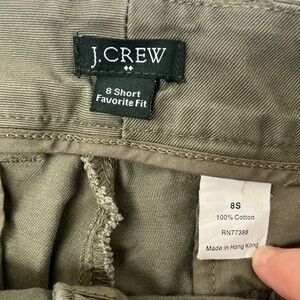 J.CREW
8 Short
Favorite Fit
8S
100% Cotton
RN77388
Made in Hong Kong